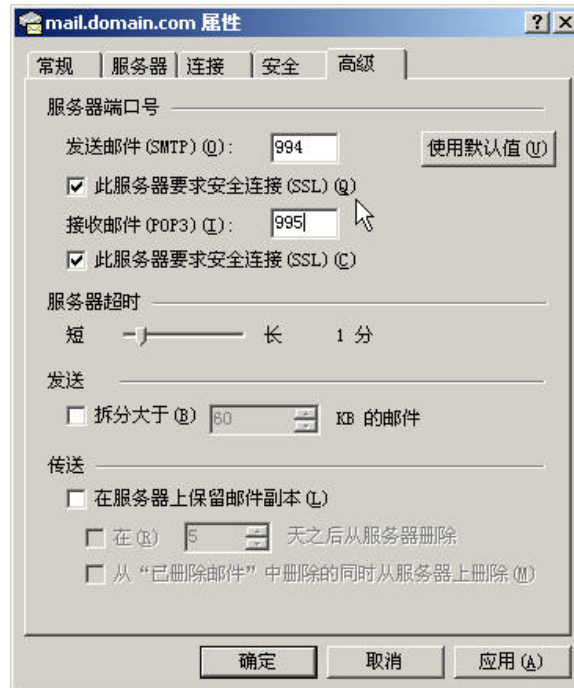 mail.domain.com 属性
常规 服务器 连接 安全 高级
服务器端口号
发送邮件(SMTP)(O): 994 使用默认值(U)
此服务器要求安全连接(SSL)(Q)
接收邮件(POP3)(I): 995
此服务器要求安全连接(SSL)(C)
服务器超时
短 长 1 分
发送
拆分大于(B) 60 KB 的邮件
传送
在服务器上保留邮件副本(L)
在(R) 5 天之后从服务器删除
从“已删除邮件”中删除的同时从服务器上删除(M)
确定 取消 应用(A)